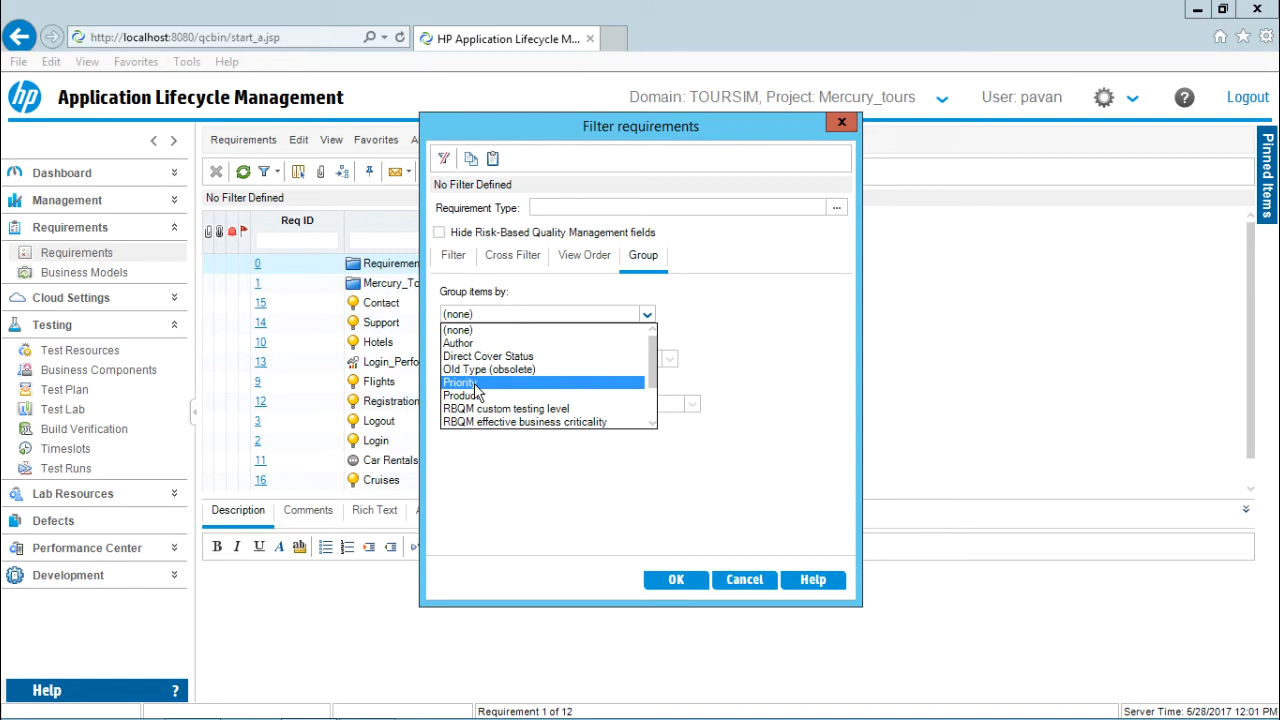 http://localhost:8080/qcbin/start_a.jsp
HP Application Lifecycle M...
File Edit View Favorites Tools Help
hp Application Lifecycle Management
Domain: TOURSIM, Project: Mercury_tours
User: pavan
Logout
Dashboard
Management
Requirements
Requirements
Business Models
Cloud Settings
Testing
Test Resources
Business Components
Test Plan
Test Lab
Build Verification
Timeslots
Test Runs
Lab Resources
Defects
Performance Center
Development
Help ?
Requirements Edit View Favorites A
No Filter Defined
Req ID
0 Requiremen
1 Mercury_To
15 Contact
14 Support
10 Hotels
13 Login_Perfo
9 Flights
12 Registration
3 Logout
2 Login
11 Car Rentals
16 Cruises
Description Comments Rich Text
B I U A ab
Filter requirements
X
No Filter Defined
Requirement Type:
...
Hide Risk-Based Quality Management fields
Filter Cross Filter View Order Group
Group items by:
(none)
(none)
Author
Direct Cover Status
Old Type (obsolete)
Priority
Product
RBQM custom testing level
RBQM effective business criticality
OK Cancel Help
Pinned Items
Requirement 1 of 12
Server Time: 5/28/2017 12:01 PM